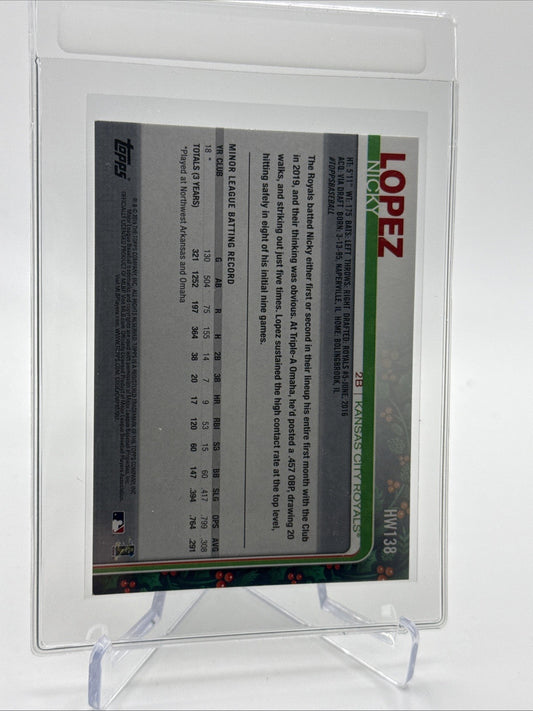 HW138
LOPEZ
NICKY
2B | KANSAS CITY ROYALS®
HT: 5'11" WT: 175 BATS: LEFT THROWS: RIGHT DRAFTED: ROYALS #5-JUNE, 2016
ACQ: VIA DRAFT BORN: 3-13-95, NAPERVILLE, IL HOME: BOLINGBROOK, IL
#TOPPSBASEBALL
The Royals batted Nicky either first or second in their lineup his entire first month with the Club
in 2019, and their thinking was obvious. At Triple-A Omaha, he'd posted a .457 OBP, drawing 20
walks, and striking out just five times. Lopez sustained the high contact rate at the top level,
hitting safely in eight of his initial nine games.
MINOR LEAGUE BATTING RECORD
YR CLUB G AB R H 2B 3B HR RBI SG BB SLG OPS AVG
18 * 130 504 75 155 14 7 9 53 15 60 .417 .799 .308
TOTALS (3 YEARS) 321 1252 197 364 38 20 17 120 60 147 .394 .764 .291
*Played at Northwest Arkansas and Omaha
Topps